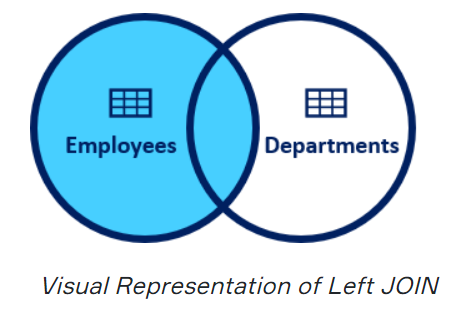 Employees
Departments
Visual Representation of Left JOIN